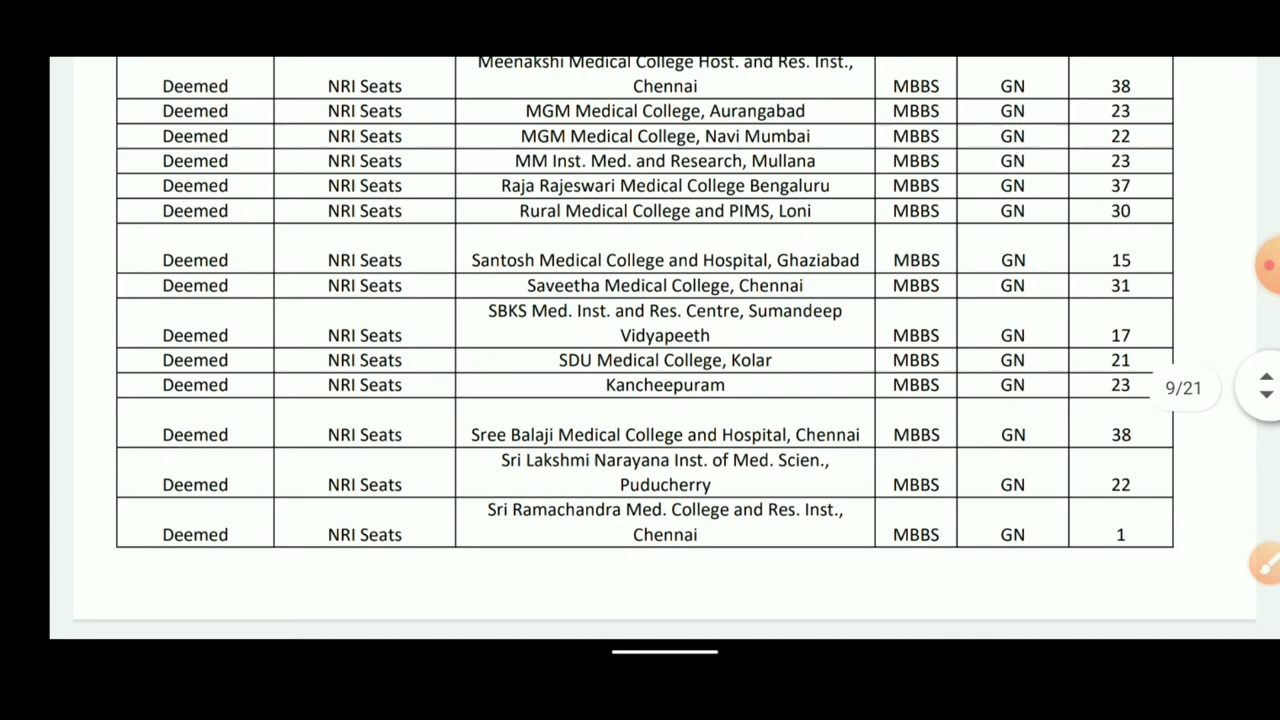 Meenakshi Medical College Host. and Res. Inst.,
Deemed NRI Seats Chennai MBBS GN 38
Deemed NRI Seats MGM Medical College, Aurangabad MBBS GN 23
Deemed NRI Seats MGM Medical College, Navi Mumbai MBBS GN 22
Deemed NRI Seats MM Inst. Med. and Research, Mullana MBBS GN 23
Deemed NRI Seats Raja Rajeswari Medical College Bengaluru MBBS GN 37
Deemed NRI Seats Rural Medical College and PIMS, Loni MBBS GN 30
Deemed NRI Seats Santosh Medical College and Hospital, Ghaziabad MBBS GN 15
Deemed NRI Seats Saveetha Medical College, Chennai MBBS GN 31
SBKS Med. Inst. and Res. Centre, Sumandeep
Deemed NRI Seats Vidyapeeth MBBS GN 17
Deemed NRI Seats SDU Medical College, Kolar MBBS GN 21
Deemed NRI Seats Kancheepuram MBBS GN 23
9/21
Deemed NRI Seats Sree Balaji Medical College and Hospital, Chennai MBBS GN 38
Sri Lakshmi Narayana Inst. of Med. Scien.,
Deemed NRI Seats Puducherry MBBS GN 22
Sri Ramachandra Med. College and Res. Inst.,
Deemed NRI Seats Chennai MBBS GN 1